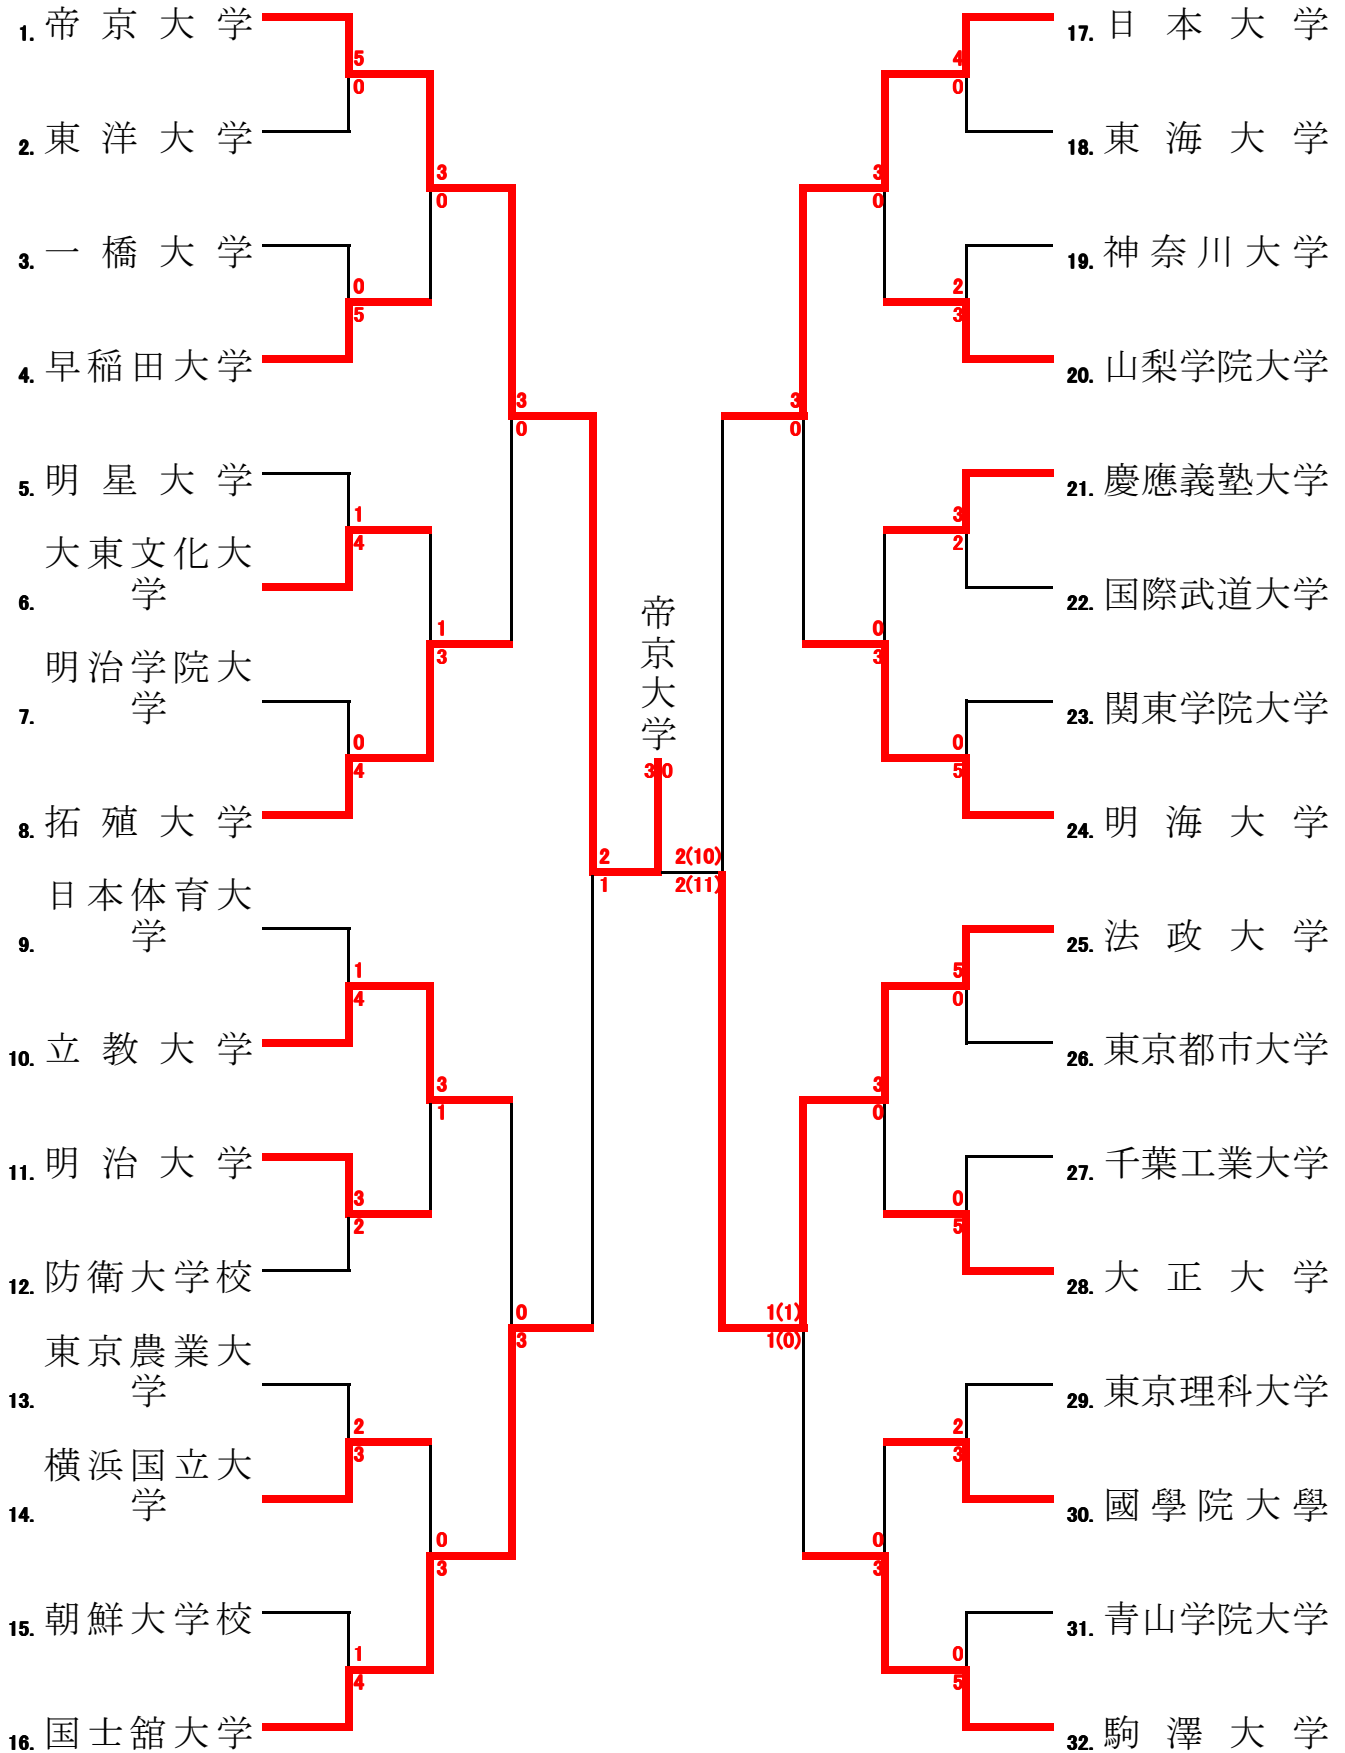 1. 帝京大学
5
0
2. 東洋大学
3
0
3. 一橋大学
0
5
4. 早稲田大学
3
0
5. 明星大学
1
4
大東文化大
6. 学
1
3
明治学院大
7. 学
0
4
8. 拓殖大学
2
1
日本体育大
9. 学
1
4
10. 立教大学
3
1
11. 明治大学
3
2
12. 防衛大学校
0
3
東京農業大
13. 学
2
3
横浜国立大
14. 学
0
3
15. 朝鮮大学校
1
4
16. 国士舘大学
帝京大学
3 0
17. 日本大学
4
0
18. 東海大学
3
0
19. 神奈川大学
2
3
20. 山梨学院大学
3
0
21. 慶應義塾大学
3
2
22. 国際武道大学
0
3
23. 関東学院大学
0
5
24. 明海大学
2(10)
2(11)
25. 法政大学
5
0
26. 東京都市大学
3
0
27. 千葉工業大学
0
5
28. 大正大学
1(1)
1(0)
29. 東京理科大学
2
3
30. 國學院大學
0
3
31. 青山学院大学
0
5
32. 駒澤大学